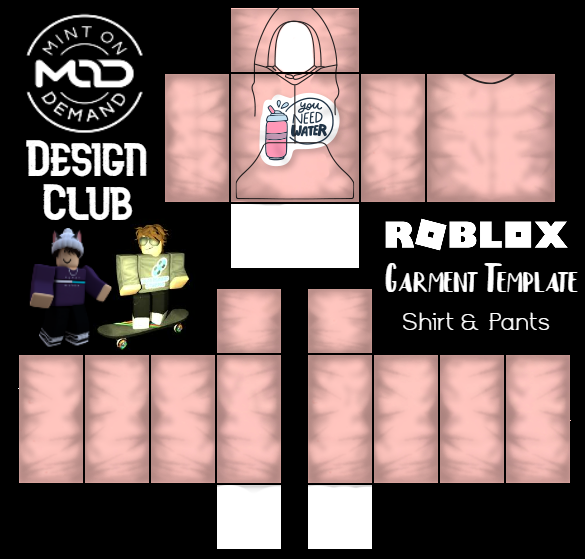 MINT ON
MOD
DEMAND
DESIGN
CLUB
you
NEED
WATER
ROBLOX
GARMENT TEMPLATE
Shirt & Pants